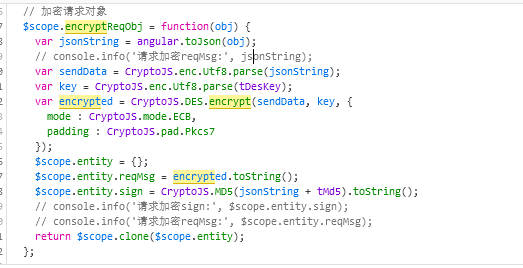 // 加密请求对象
$scope.encryptReqObj = function(obj) {
var jsonString = angular.toJson(obj);
// console.info('请求加密reqMsg:', jsonString);
var sendData = CryptoJS.enc.Utf8.parse(jsonString);
var key = CryptoJS.enc.Utf8.parse(tDesKey);
var encrypted = CryptoJS.DES.encrypt(sendData, key, {
mode : CryptoJS.mode.ECB,
padding : CryptoJS.pad.Pkcs7
});
$scope.entity = {};
$scope.entity.reqMsg = encrypted.toString();
$scope.entity.sign = CryptoJS.MD5(jsonString + tMd5).toString();
// console.info('请求加密sign:', $scope.entity.sign);
// console.info('请求加密reqMsg:', $scope.entity.reqMsg);
return $scope.clone($scope.entity);
};